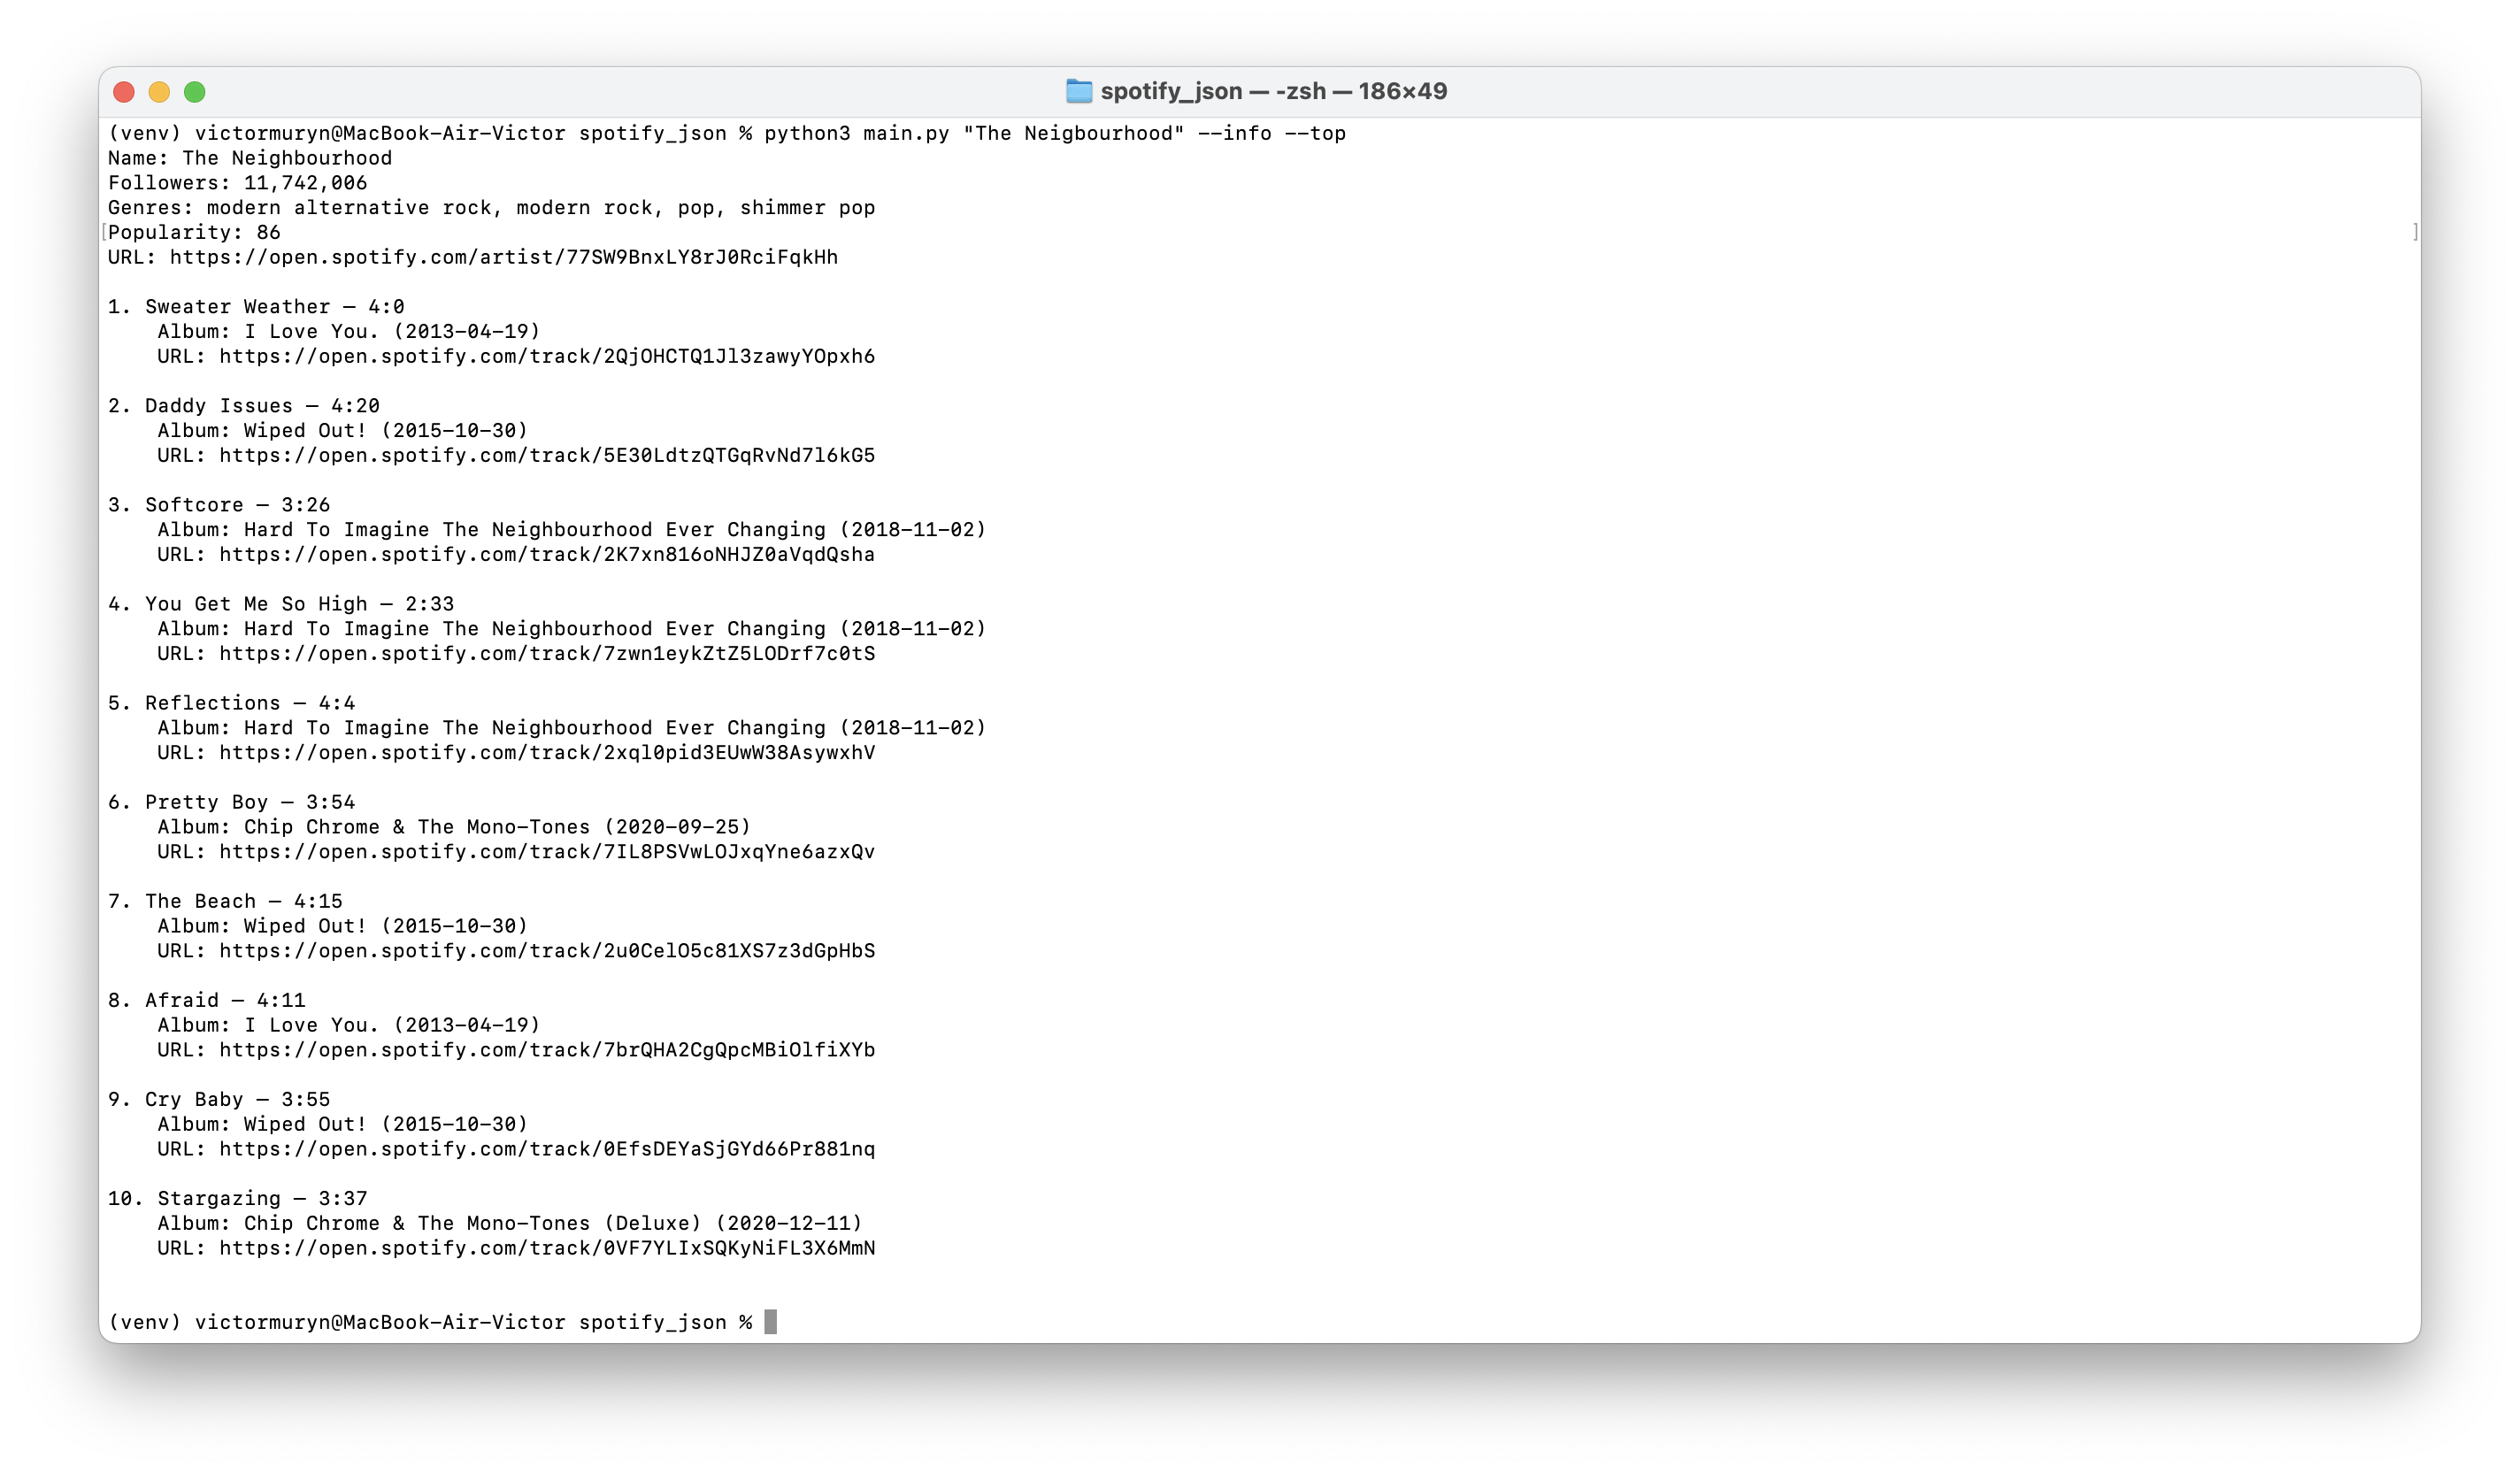 spotify_json — -zsh — 186×49
(venv) victormuryn@MacBook-Air-Victor spotify_json % python3 main.py "The Neigbourhood" --info --top
Name: The Neighbourhood
Followers: 11,742,006
Genres: modern alternative rock, modern rock, pop, shimmer pop
[Popularity: 86 ]
URL: https://open.spotify.com/artist/77SW9BnxLY8rJ0RciFqkHh
1. Sweater Weather — 4:0
Album: I Love You. (2013-04-19)
URL: https://open.spotify.com/track/2QjOHCTQ1Jl3zawyYOpxh6
2. Daddy Issues — 4:20
Album: Wiped Out! (2015-10-30)
URL: https://open.spotify.com/track/5E30LdtzQTGqRvNd7l6kG5
3. Softcore — 3:26
Album: Hard To Imagine The Neighbourhood Ever Changing (2018-11-02)
URL: https://open.spotify.com/track/2K7xn816oNHJZ0aVqdQsha
4. You Get Me So High — 2:33
Album: Hard To Imagine The Neighbourhood Ever Changing (2018-11-02)
URL: https://open.spotify.com/track/7zwn1eykZtZ5LODrf7c0tS
5. Reflections — 4:4
Album: Hard To Imagine The Neighbourhood Ever Changing (2018-11-02)
URL: https://open.spotify.com/track/2xql0pid3EUwW38AsywxhV
6. Pretty Boy — 3:54
Album: Chip Chrome & The Mono-Tones (2020-09-25)
URL: https://open.spotify.com/track/7IL8PSVwLOJxqYne6azxQv
7. The Beach — 4:15
Album: Wiped Out! (2015-10-30)
URL: https://open.spotify.com/track/2u0CelO5c81XS7z3dGpHbS
8. Afraid — 4:11
Album: I Love You. (2013-04-19)
URL: https://open.spotify.com/track/7brQHA2CgQpcMBiOlfiXYb
9. Cry Baby — 3:55
Album: Wiped Out! (2015-10-30)
URL: https://open.spotify.com/track/0EfsDEYaSjGYd66Pr881nq
10. Stargazing — 3:37
Album: Chip Chrome & The Mono-Tones (Deluxe) (2020-12-11)
URL: https://open.spotify.com/track/0VF7YLIxSQKyNiFL3X6MmN
(venv) victormuryn@MacBook-Air-Victor spotify_json %